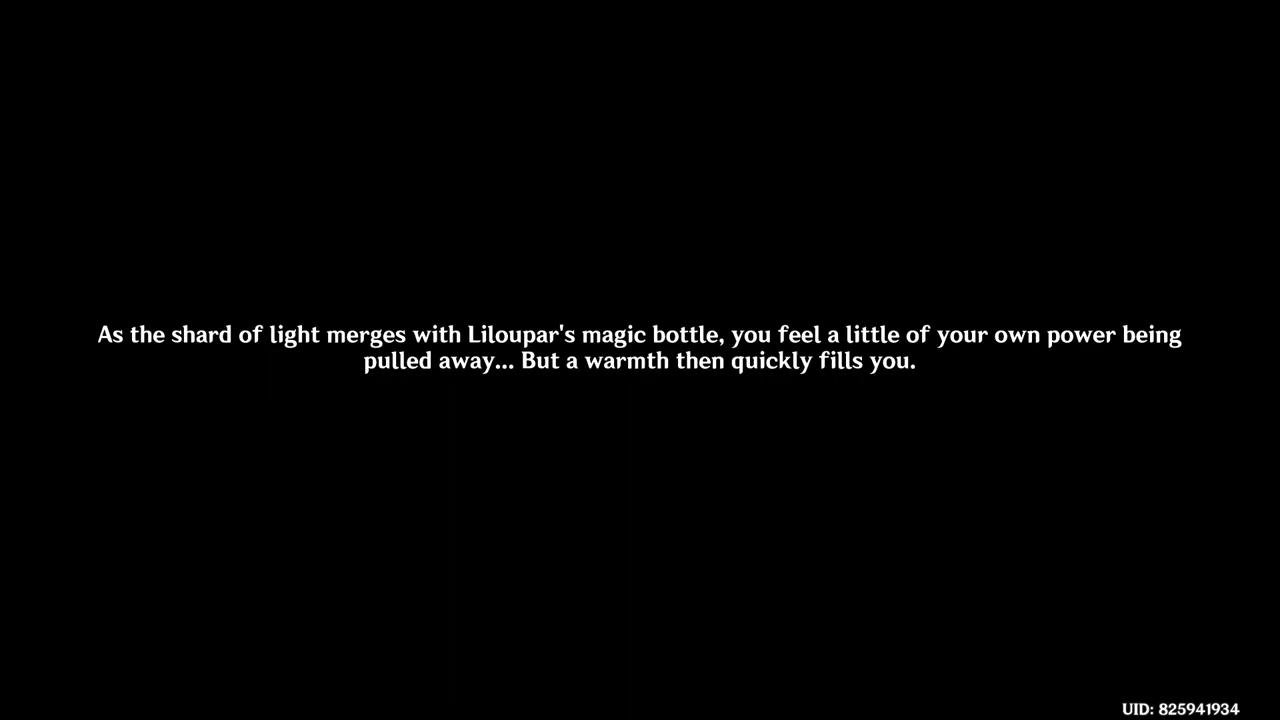 As the shard of light merges with Liloupar's magic bottle, you feel a little of your own power being
pulled away... But a warmth then quickly fills you.
UID: 825941934